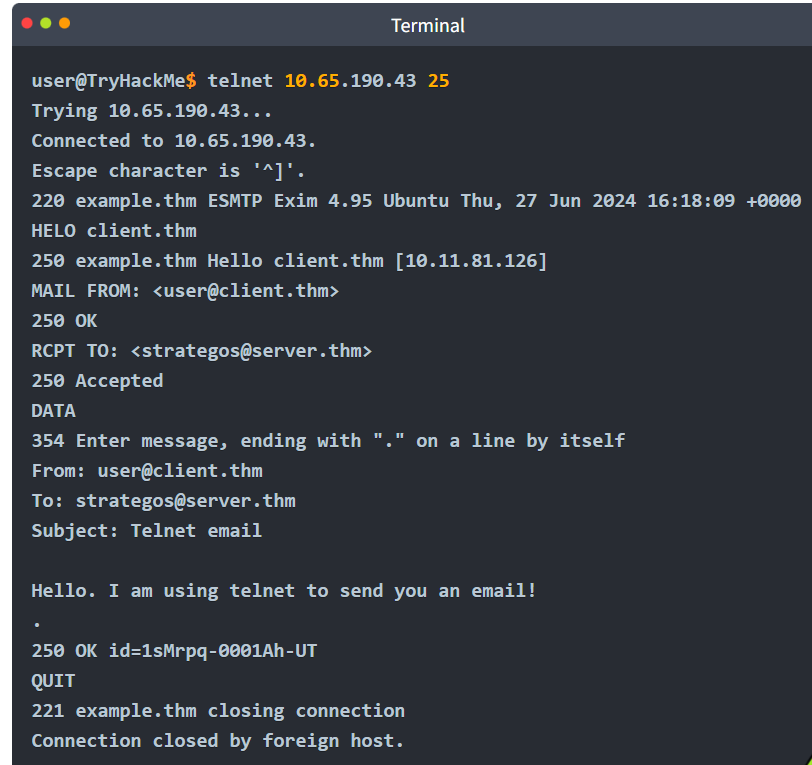 Terminal
user@TryHackMe$ telnet 10.65.190.43 25
Trying 10.65.190.43...
Connected to 10.65.190.43.
Escape character is '^]'.
220 example.thm ESMTP Exim 4.95 Ubuntu Thu, 27 Jun 2024 16:18:09 +0000
HELO client.thm
250 example.thm Hello client.thm [10.11.81.126]
MAIL FROM: <user@client.thm>
250 OK
RCPT TO: <strategos@server.thm>
250 Accepted
DATA
354 Enter message, ending with "." on a line by itself
From: user@client.thm
To: strategos@server.thm
Subject: Telnet email

Hello. I am using telnet to send you an email!
.
250 OK id=1sMrpq-0001Ah-UT
QUIT
221 example.thm closing connection
Connection closed by foreign host.